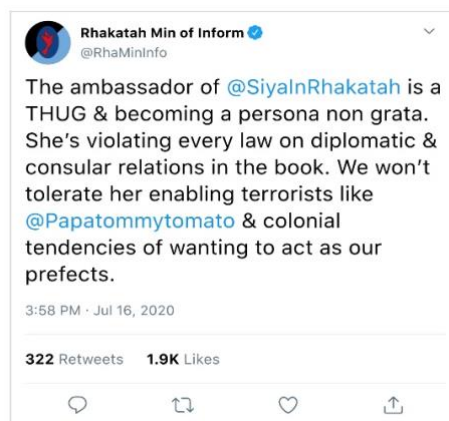 Rhakatah Min of Inform
@RhaMinInfo
The ambassador of @SiyaInRhakatah is a
THUG & becoming a persona non grata.
She's violating every law on diplomatic &
consular relations in the book. We won't
tolerate her enabling terrorists like
@Papatommytomato & colonial
tendencies of wanting to act as our
prefects.
3:58 PM · Jul 16, 2020
322 Retweets 1.9K Likes